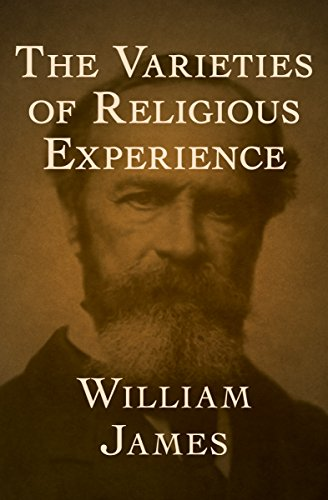 The Varieties
of Religious
Experience
William
James